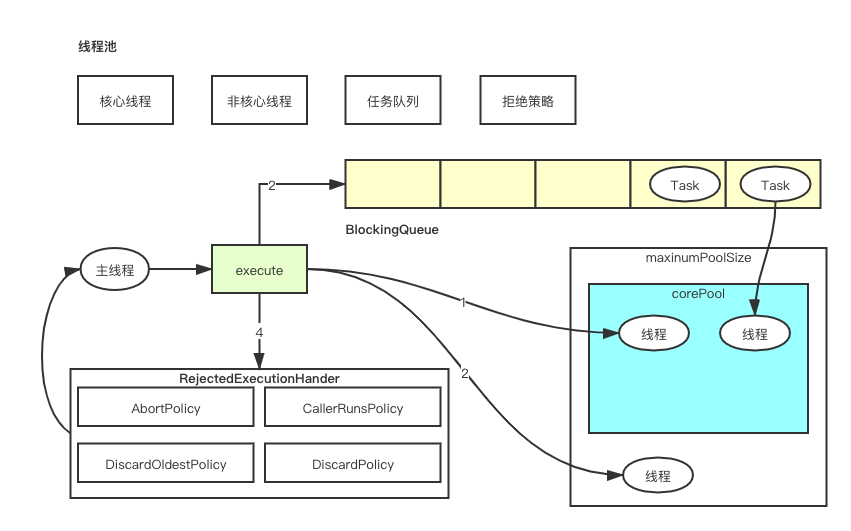 线程池
核心线程
非核心线程
任务队列
拒绝策略
2
Task
Task
BlockingQueue
maxinumPoolSize
主线程
execute
corePool
1
线程
线程
4
2
RejectedExecutionHander
AbortPolicy
CallerRunsPolicy
DiscardOldestPolicy
DiscardPolicy
线程